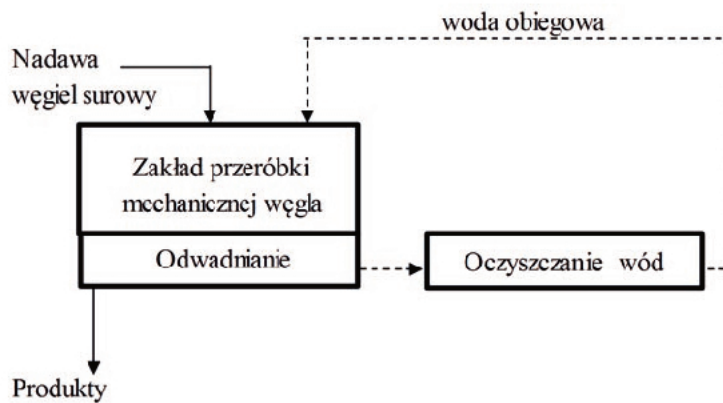 woda obiegowa
Nadawa
węgiel surowy
Zakład przeróbki
mechanicznej węgla
Odwadnianie
Oczyszczanie wód
Produkty